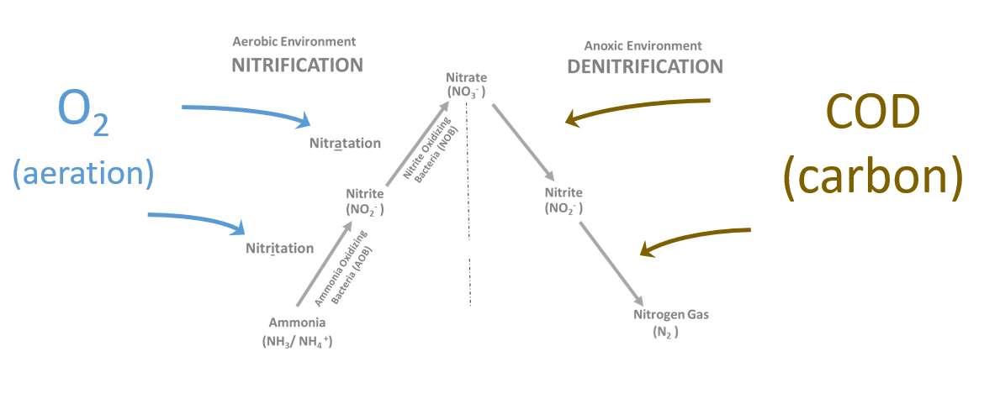 Aerobic Environment
NITRIFICATION
Anoxic Environment
DENITRIFICATION
O₂
(aeration)
Nitrate
(NO₃⁻ )
COD
(carbon)
Nitratation
Nitrite Oxidizing
Bacteria (NOB)
Nitrite
(NO₂⁻ )
Nitrite
(NO₂⁻ )
Nitritation
Ammonia Oxidizing
Bacteria (AOB)
Ammonia
(NH₃/ NH₄⁺)
Nitrogen Gas
(N₂ )